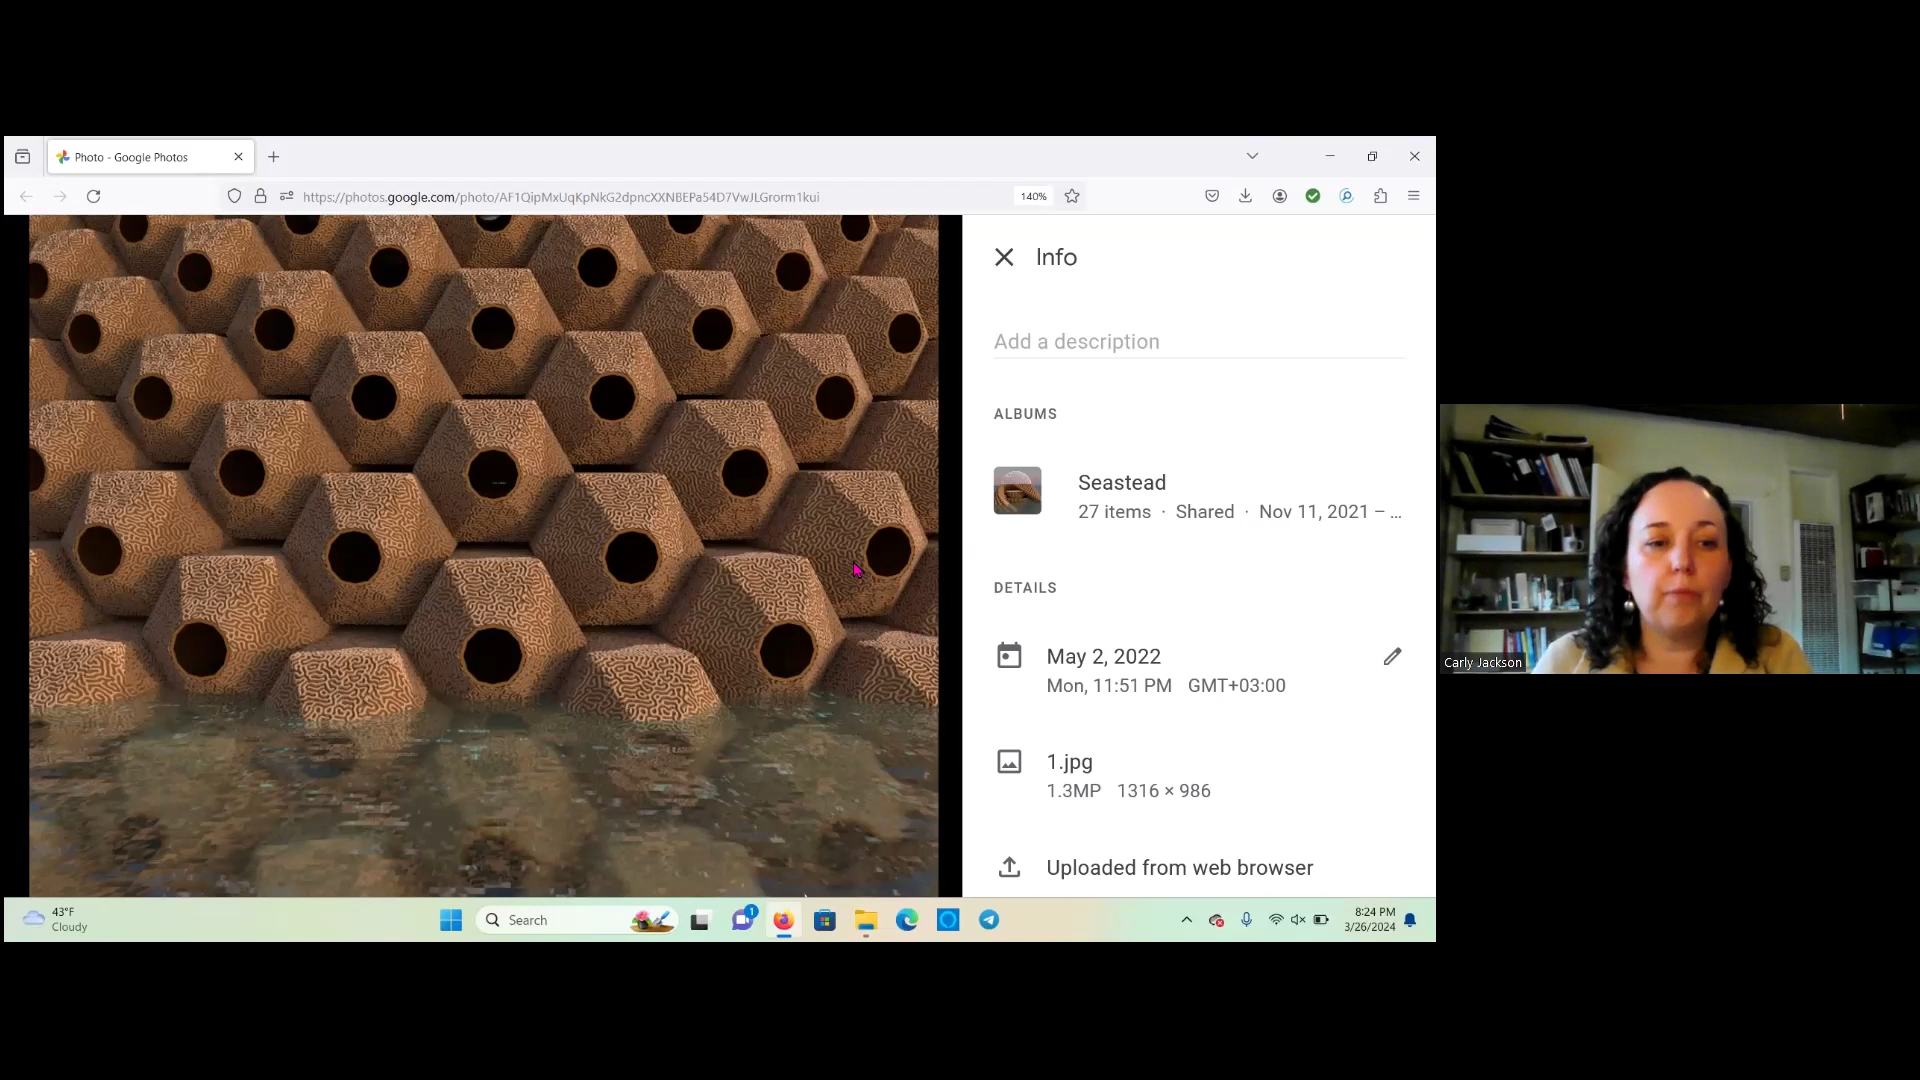 Photo - Google Photos
https://photos.google.com/photo/AF1QipMxUqKpNkG2dpncXXNBEPa54D7VwJLGrorm1kui
140%
Info
Add a description
ALBUMS
Seastead
27 items · Shared · Nov 11, 2021 – ...
DETAILS
May 2, 2022
Mon, 11:51 PM GMT+03:00
1.jpg
1.3MP 1316 × 986
Uploaded from web browser
Carly Jackson
43°F
Cloudy
Search
1
8:24 PM
3/26/2024